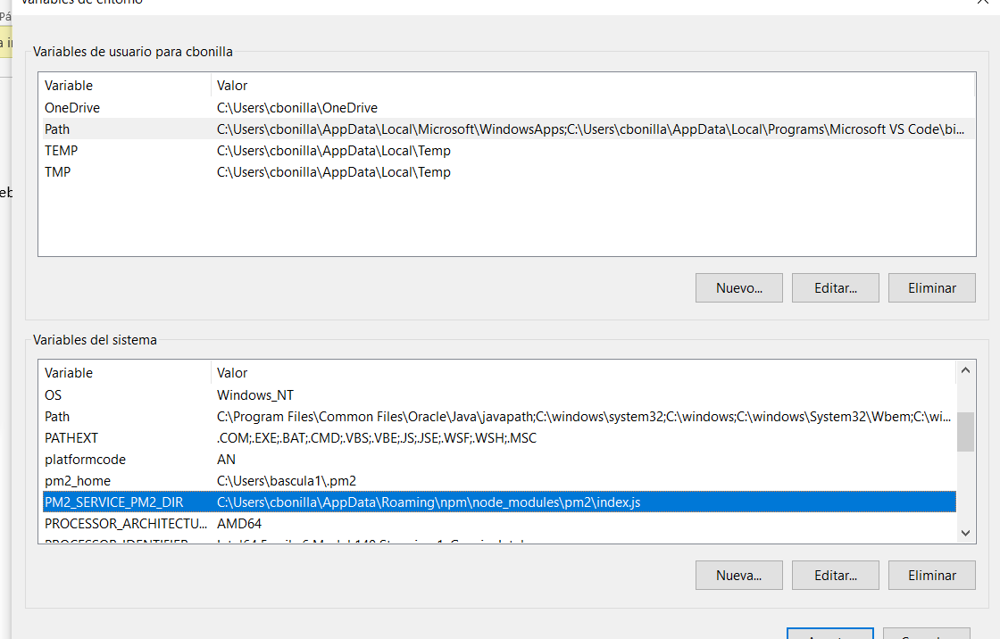 Variables de entorno
Pá
a i
eb
Variables de usuario para cbonilla
Variable Valor
OneDrive C:\Users\cbonilla\OneDrive
Path C:\Users\cbonilla\AppData\Local\Microsoft\WindowsApps;C:\Users\cbonilla\AppData\Local\Programs\Microsoft VS Code\bi...
TEMP C:\Users\cbonilla\AppData\Local\Temp
TMP C:\Users\cbonilla\AppData\Local\Temp
Nuevo... Editar... Eliminar
Variables del sistema
Variable Valor
OS Windows_NT
Path C:\Program Files\Common Files\Oracle\Java\javapath;C:\windows\system32;C:\windows;C:\windows\System32\Wbem;C:\wi...
PATHEXT .COM;.EXE;.BAT;.CMD;.VBS;.VBE;.JS;.JSE;.WSF;.WSH;.MSC
platformcode AN
pm2_home C:\Users\bascula1\.pm2
PM2_SERVICE_PM2_DIR C:\Users\cbonilla\AppData\Roaming\npm\node_modules\pm2\index.js
PROCESSOR_ARCHITECTU... AMD64
PROCESSOR_IDENTIFIER
Nueva... Editar... Eliminar